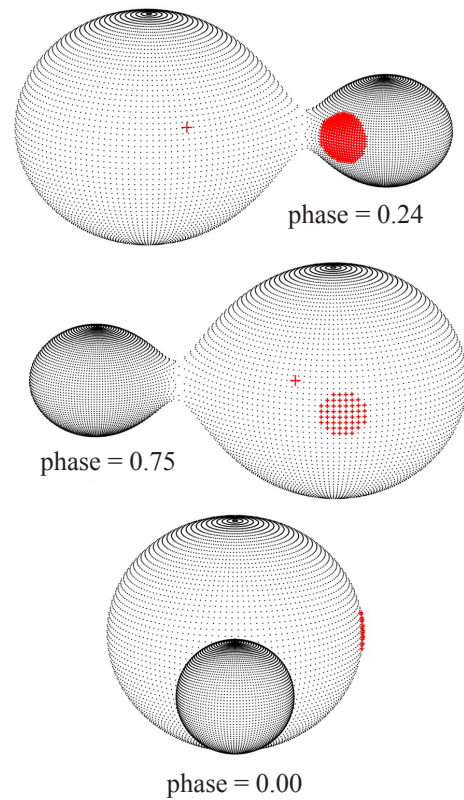 phase = 0.24
phase = 0.75
phase = 0.00